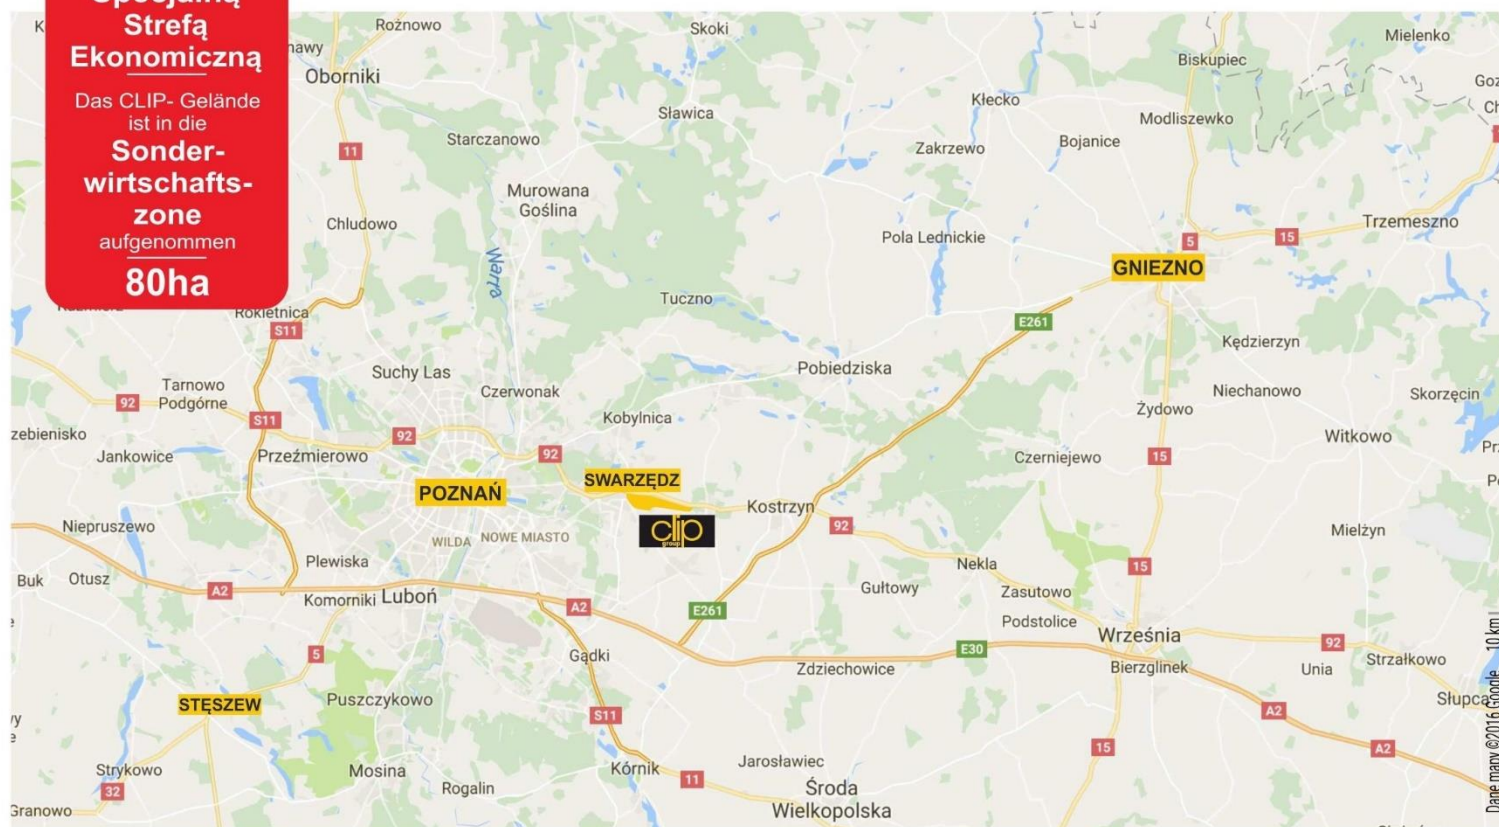 Strefą
Ekonomiczną
Das CLIP- Gelände
ist in die
Sonder-
wirtschafts-
zone
aufgenommen
80ha
Rożnowo
Skoki
Mielenko
Biskupiec
Oborniki
Kłecko
Sławica
Modliszewko
Starczanowo
Zakrzewo
Bojanice
11
Murowana
Goślina
Chludowo
Trzemeszno
Pola Lednickie
5
15
Warta
GNIEZNO
Tuczno
Rokietnica
S11
E261
Kędzierzyn
Suchy Las
Pobiedziska
Tarnowo
Podgórne
Czerwonak
Niechanowo
Skorzęcin
92
Żydowo
S11
Kobylnica
92
Witkowo
Jankowice
Przeźmierowo
92
Czerniejewo
15
SWARZĘDZ
POZNAŃ
Kostrzyn
Niepruszewo
92
clip
group
Mielżyn
WILDA
NOWE MIASTO
Plewiska
Nekla
15
Buk
Otusz
A2
Komorniki
Luboń
Gułtowy
Zasutowo
A2
E261
Podstolice
Września
92
5
Gądki
E30
Zdziechowice
Bierzglinek
Unia
Strzałkowo
STĘSZEW
Puszczykowo
Słupca
S11
A2
15
A2
Strykowo
Mosina
Kórnik
Jarosławiec
32
Rogalin
11
Środa
Wielkopolska
Granowo
Dane mapy ©2016 Google 10 km